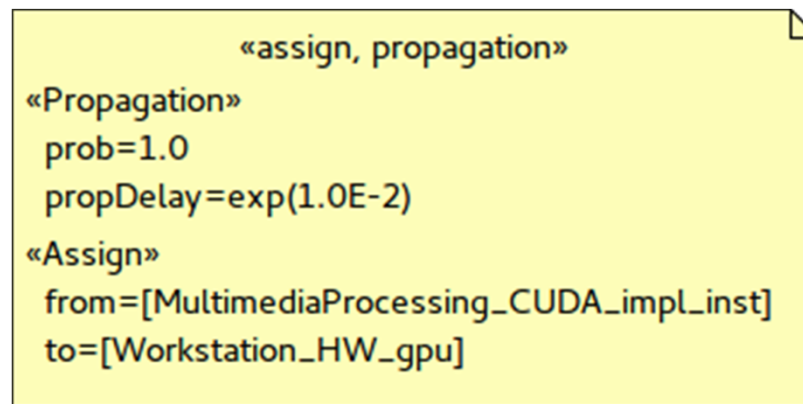 «assign, propagation»
«Propagation»
prob=1.0
propDelay=exp(1.0E-2)
«Assign»
from=[MultimediaProcessing_CUDA_impl_inst]
to=[Workstation_HW_gpu]